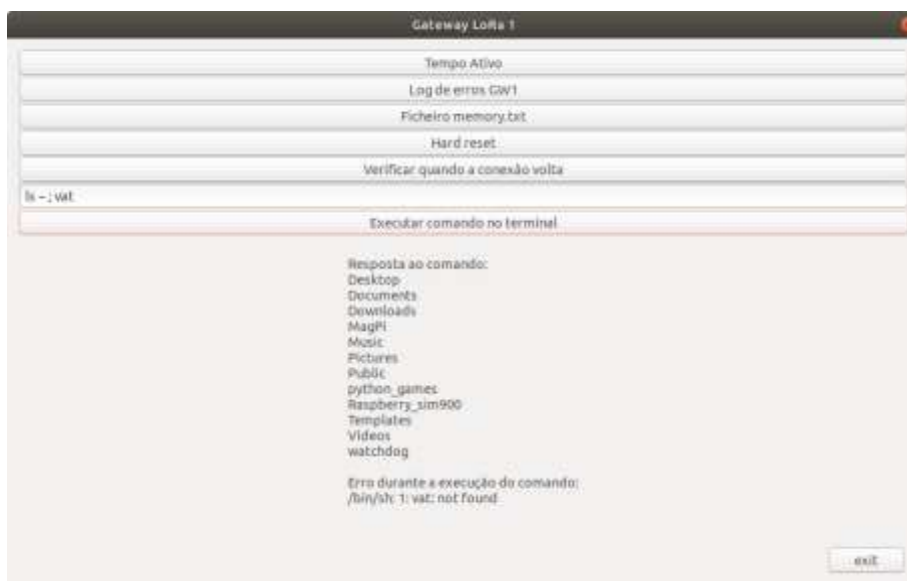 Gateway LoRa 1
Tempo Ativo
Log de erros GW1
Ficheiro memory.txt
Hard reset
Verificar quando a conexão volta
ls ~ ; vat
Executar comando no terminal
Resposta ao comando:
Desktop
Documents
Downloads
MagPi
Music
Pictures
Public
python_games
Raspberry_sim900
Templates
Videos
watchdog
Erro durante a execução do comando:
/bin/sh: 1: vat: not found
exit